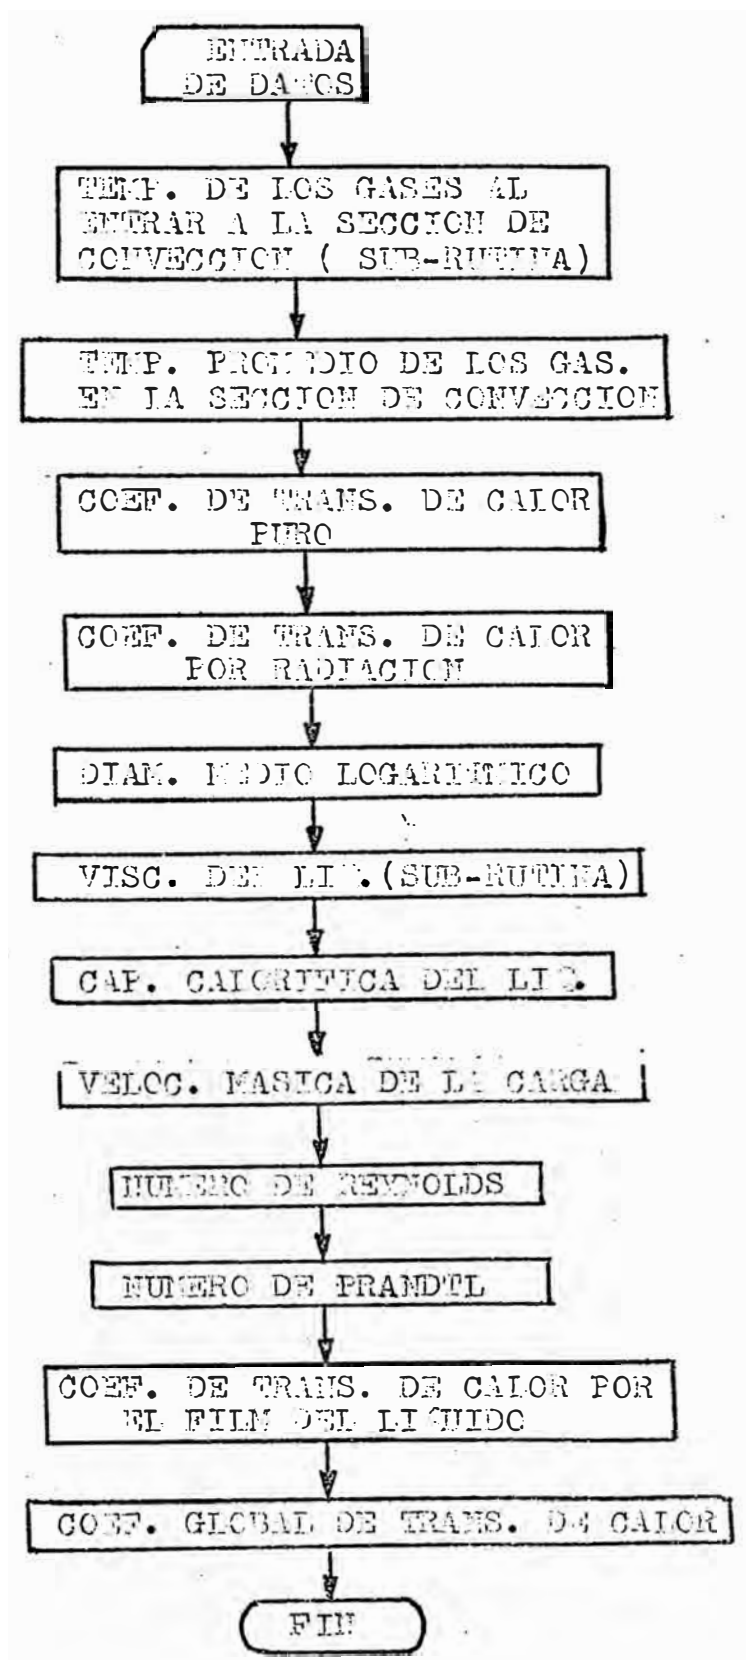 ENTRADA
DE DATOS
TEMP. DE LOS GASES AL
ENTRAR A LA SECCION DE
CONVECCION ( SUB-RUTINA)
TEMP. PROMEDIO DE LOS GAS.
EN LA SECCION DE CONVECCION
COEF. DE TRANS. DE CALOR
PURO
COEF. DE TRANS. DE CALOR
POR RADIACION
DIAM. MEDIO LOGARITMICO
VISC. DEL LIQ.(SUB-RUTINA)
CAP. CALORIFICA DEL LIQ.
VELOC. MASICA DE LA CARGA
NUMERO DE REYNOLDS
NUMERO DE PRANDTL
COEF. DE TRANS. DE CALOR POR
EL FILM DEL LIQUIDO
COEF. GLOBAL DE TRANS. DE CALOR
FIN